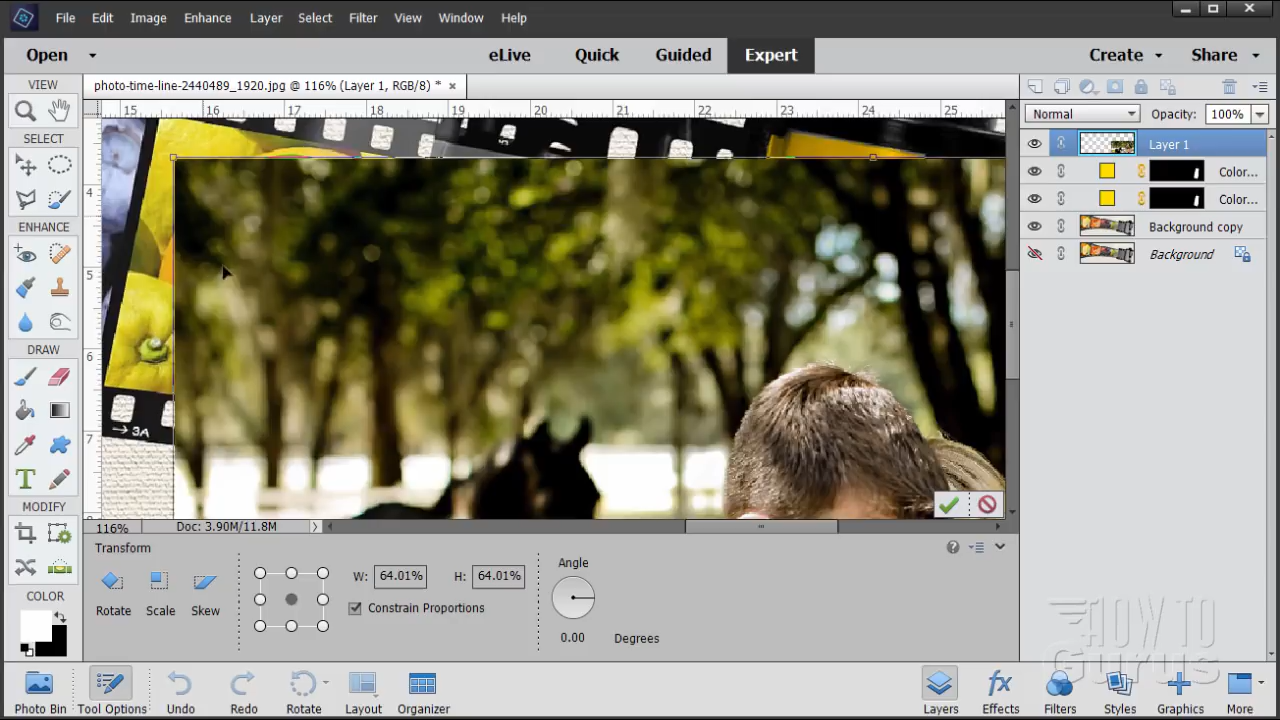 File Edit Image Enhance Layer Select Filter View Window Help
Open eLive Quick Guided Expert Create Share
VIEW
photo-time-line-2440489_1920.jpg @ 116% (Layer 1, RGB/8) *
15 16 17 18 19 20 21 22 23 24 25
Normal Opacity: 100%
SELECT
Layer 1
Color...
Color...
4
ENHANCE
Background copy
Background
5
DRAW
6
→ 3A
7
MODIFY
116% Doc: 3.90M/11.8M
Transform
W: 64.01% H: 64.01%
Angle
Rotate Scale Skew
Constrain Proportions
COLOR
0.00 Degrees
HOW TO
Gurus
Photo Bin Tool Options Undo Redo Rotate Layout Organizer Layers Effects Filters Styles Graphics More